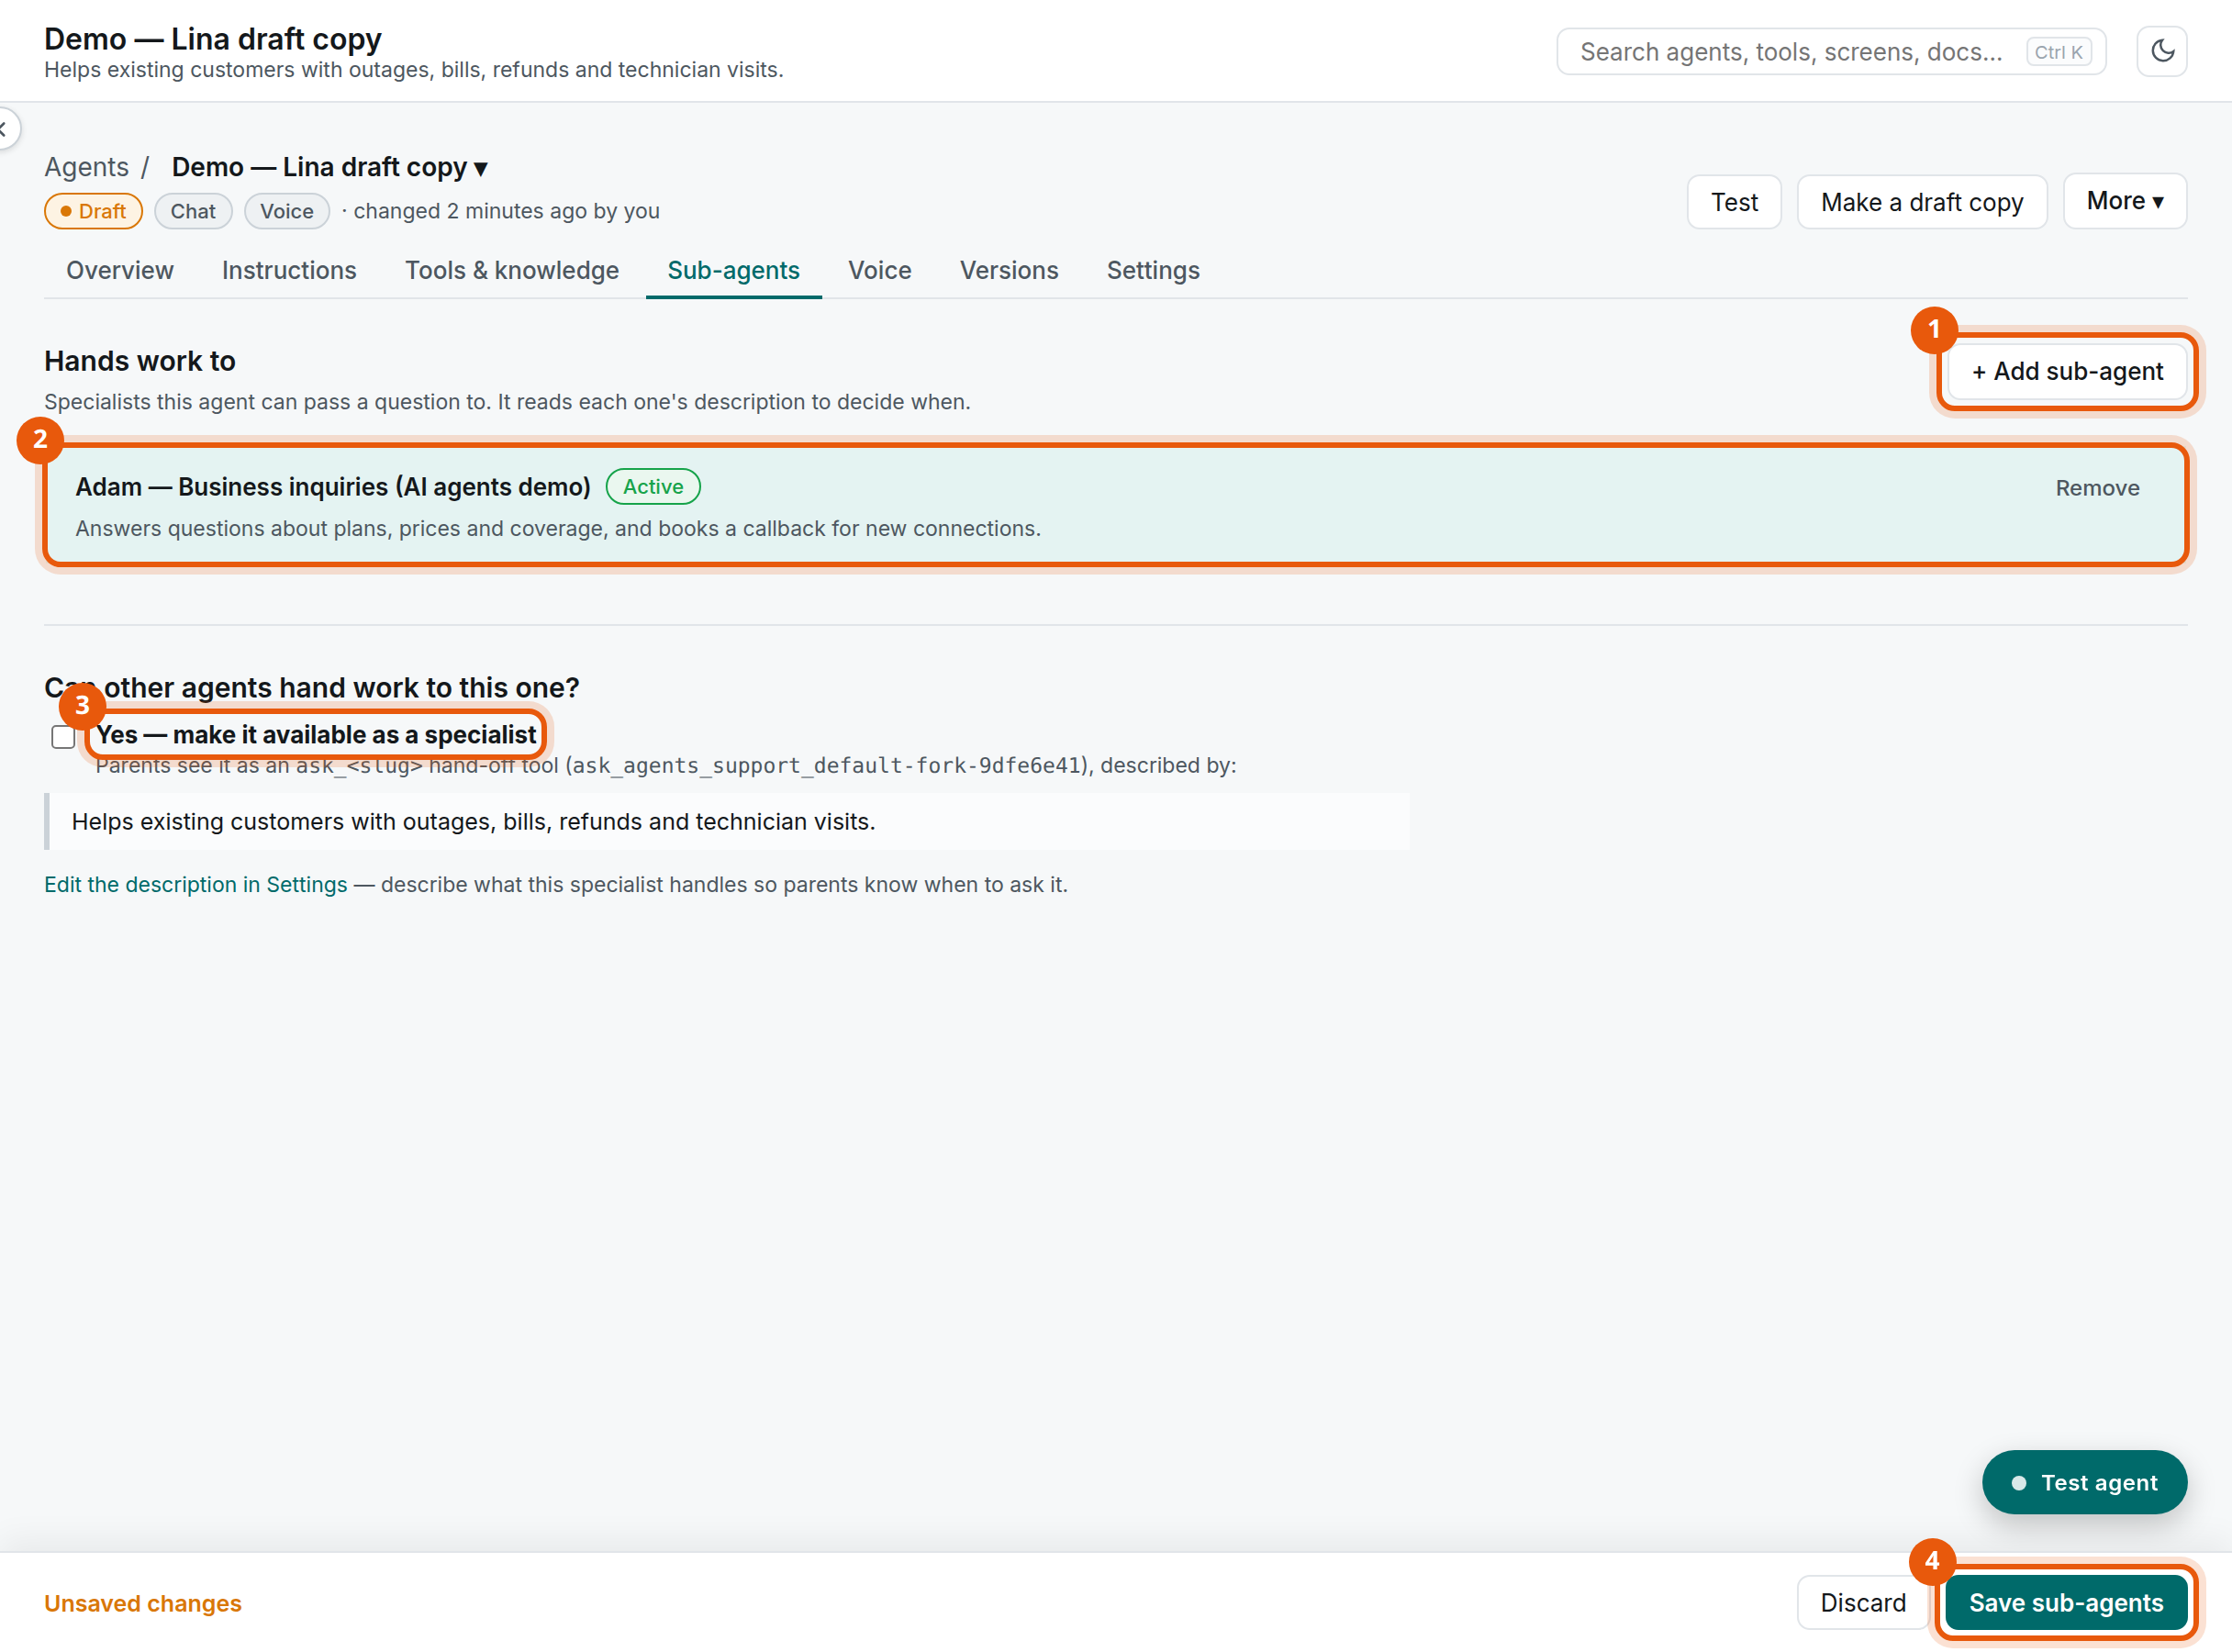 Demo — Lina draft copy
Helps existing customers with outages, bills, refunds and technician visits.
Search agents, tools, screens, docs... Ctrl K
Agents / Demo — Lina draft copy ▾
Draft Chat Voice · changed 2 minutes ago by you
Test Make a draft copy More ▾
Overview Instructions Tools & knowledge Sub-agents Voice Versions Settings
1
Hands work to
+ Add sub-agent
Specialists this agent can pass a question to. It reads each one's description to decide when.
2
Adam — Business inquiries (AI agents demo) Active
Remove
Answers questions about plans, prices and coverage, and books a callback for new connections.
Can other agents hand work to this one?
3
Yes — make it available as a specialist
Parents see it as an ask_<slug> hand-off tool (ask_agents_support_default-fork-9dfe6e41), described by:
Helps existing customers with outages, bills, refunds and technician visits.
Edit the description in Settings — describe what this specialist handles so parents know when to ask it.
Test agent
4
Unsaved changes
Discard Save sub-agents